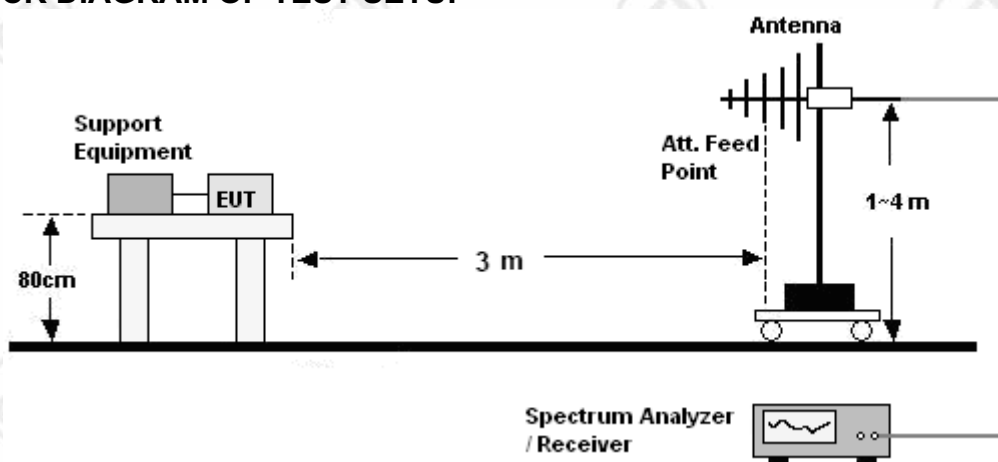 Antenna
Support
Equipment
Att. Feed
Point
EUT
1~4 m
3 m
80cm
Spectrum Analyzer
/ Receiver